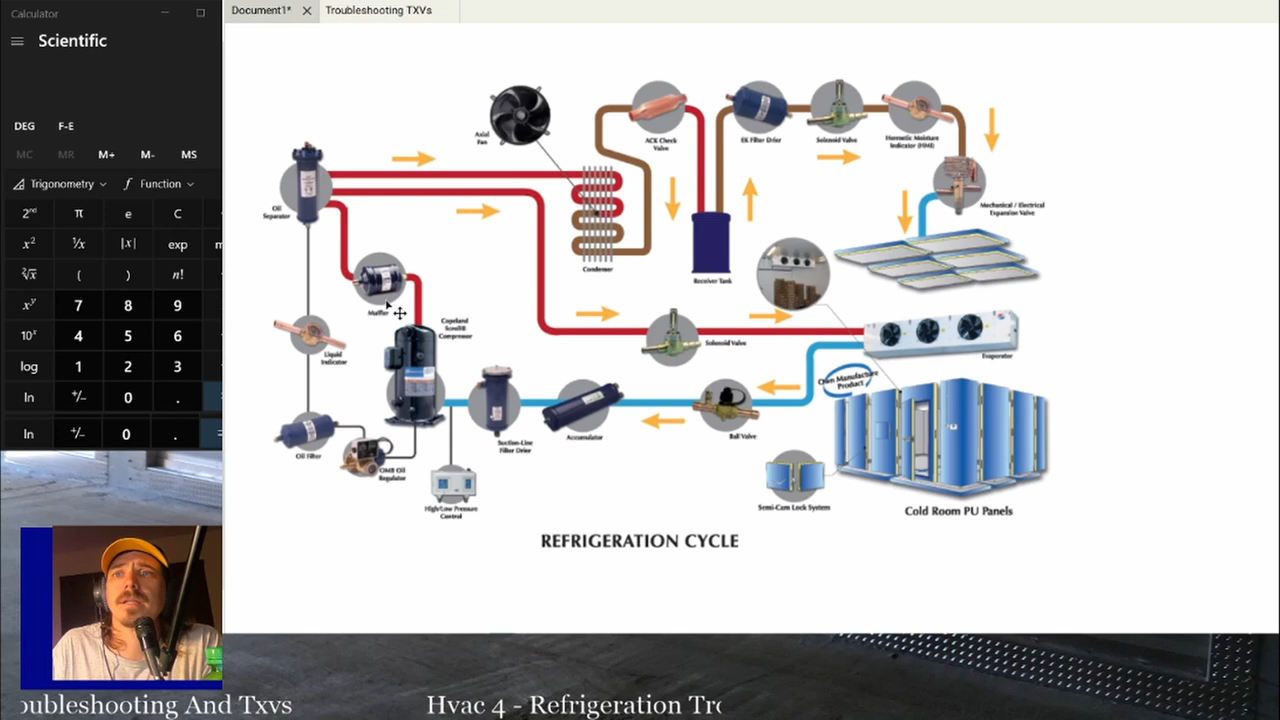 Calculator
Scientific
DEG
F-E
MC
MR
M+
M-
MS
Trigonometry
Function
2nd
π
e
C
x²
1/x
|x|
exp
²√x
(
)
n!
xʸ
7
8
9
10ˣ
4
5
6
log
1
2
3
ln
+/-
0
.
ln
+/-
0
.
Document1*
Troubleshooting TXVs
Axial
Fan
ACK Check
Valve
EK Filter Drier
Solenoid Valve
Hermetic Moisture
Indicator (HMI)
Mechanical / Electrical
Expansion Valve
Oil
Separator
Condenser
Receiver Tank
Muffler
Copeland
Scroll®
Compressor
Solenoid Valve
Evaporator
Liquid
Indicator
Own Manufacture
Product
Suction-Line
Filter Drier
Accumulator
Ball Valve
Oil Filter
OMB Oil
Regulator
High/Low Pressure
Control
Semi-Cam Lock System
Cold Room PU Panels
REFRIGERATION CYCLE
oubleshooting And Txvs
Hvac 4 - Refrigeration Tro